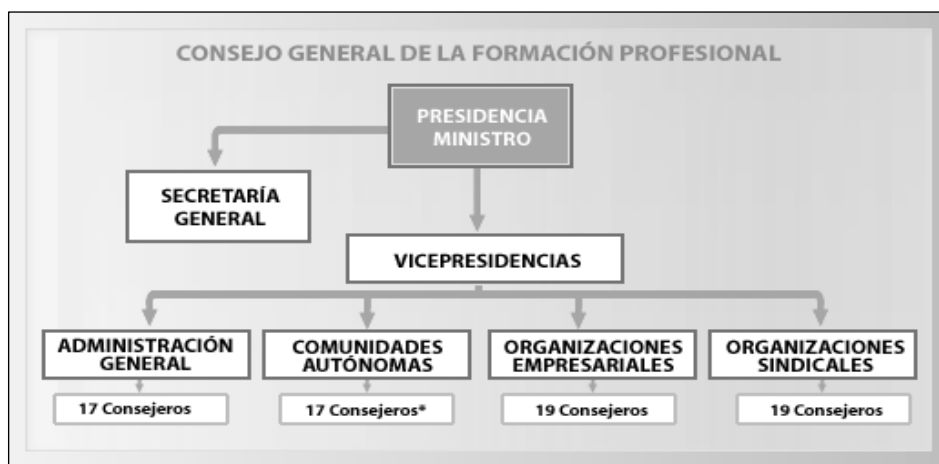 CONSEJO GENERAL DE LA FORMACIÓN PROFESIONAL
PRESIDENCIA
MINISTRO
SECRETARÍA
GENERAL
VICEPRESIDENCIAS
ADMINISTRACIÓN
GENERAL
COMUNIDADES
AUTÓNOMAS
ORGANIZACIONES
EMPRESARIALES
ORGANIZACIONES
SINDICALES
17 Consejeros
17 Consejeros*
19 Consejeros
19 Consejeros